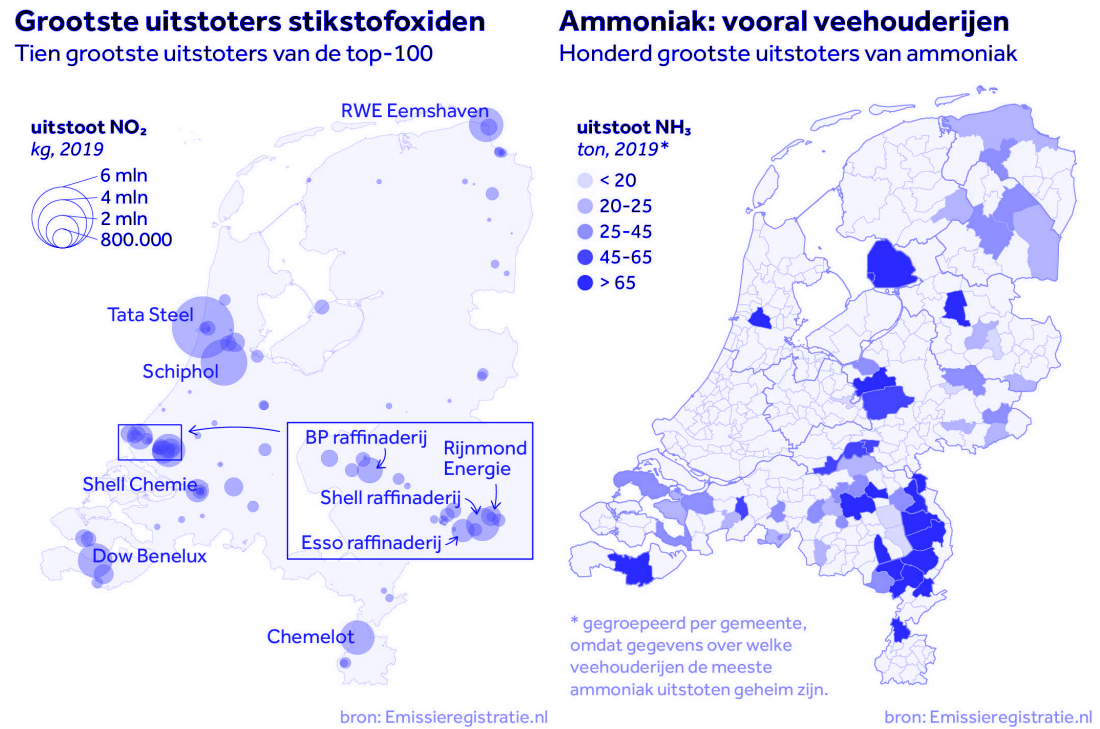 Grootste uitstoters stikstofoxiden
Tien grootste uitstoters van de top-100
uitstoot NO₂
kg, 2019
6 mln
4 mln
2 mln
800.000
RWE Eemshaven
Tata Steel
Schiphol
BP raffinaderij
Rijnmond
Energie
Shell Chemie
Shell raffinaderij
Esso raffinaderij
Dow Benelux
Chemelot
bron: Emissieregistratie.nl
Ammoniak: vooral veehouderijen
Honderd grootste uitstoters van ammoniak
uitstoot NH₃
ton, 2019*
< 20
20-25
25-45
45-65
> 65
* gegroepeerd per gemeente,
omdat gegevens over welke
veehouderijen de meeste
ammoniak uitstoten geheim zijn.
bron: Emissieregistratie.nl